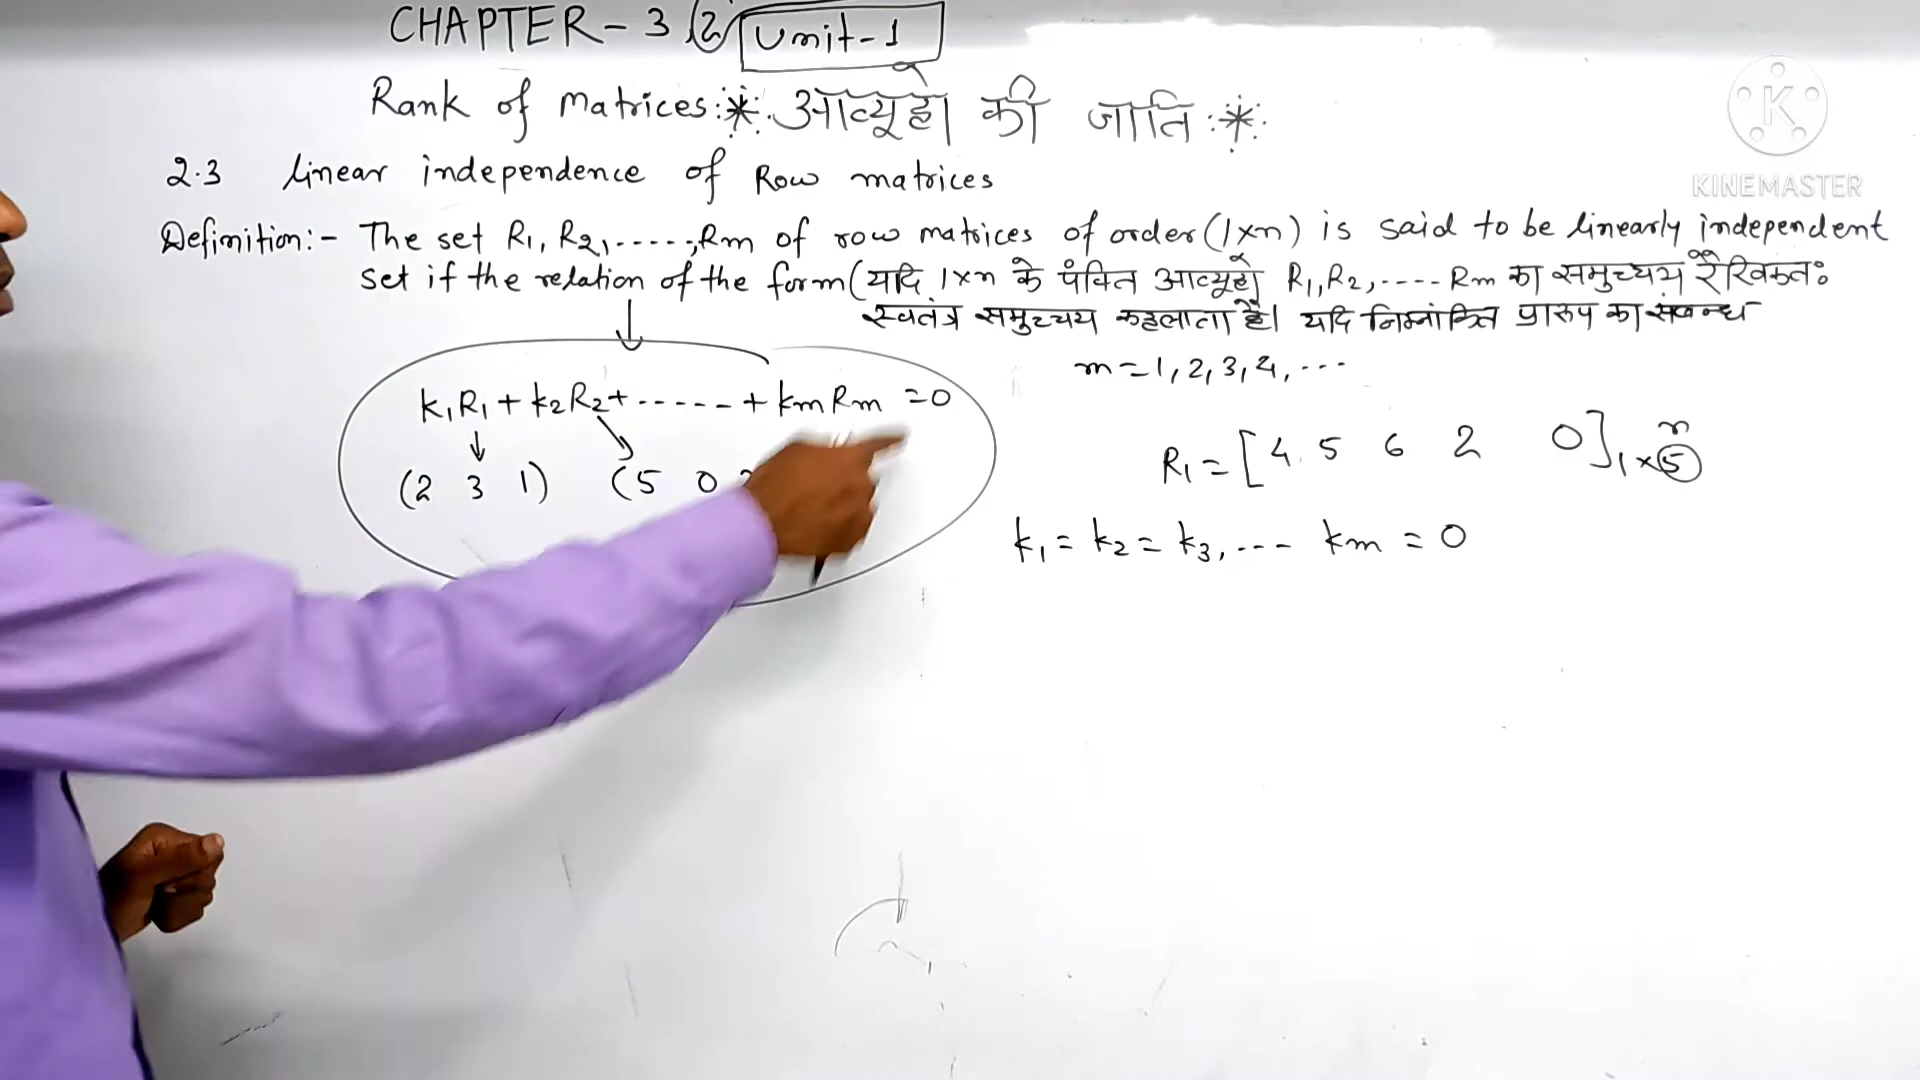 CHAPTER - 3 (2) Unit - 1
Rank of matrices :* आव्यूहों की जाति :*
KINEMASTER
2.3 linear independence of Row matrices
Definition:- The set R₁, R₂, ....., Rm of row matrices of order (1×n) is said to be linearly independent
set if the relation of the form (यदि 1×n के पंक्ति आव्यूहों R₁, R₂, .... Rm का समुच्चय रैखिकतः
स्वतंत्र समुच्चय कहलाता है। यदि निम्नांकित प्रारूप का संबन्ध
m = 1, 2, 3, 4, ...
k₁R₁ + k₂R₂ + ..... + kmRm = 0
R₁ = [4 5 6 2 0]₁ₓ₅ n
(2 3 1) (5 0
k₁ = k₂ = k₃, ... km = 0